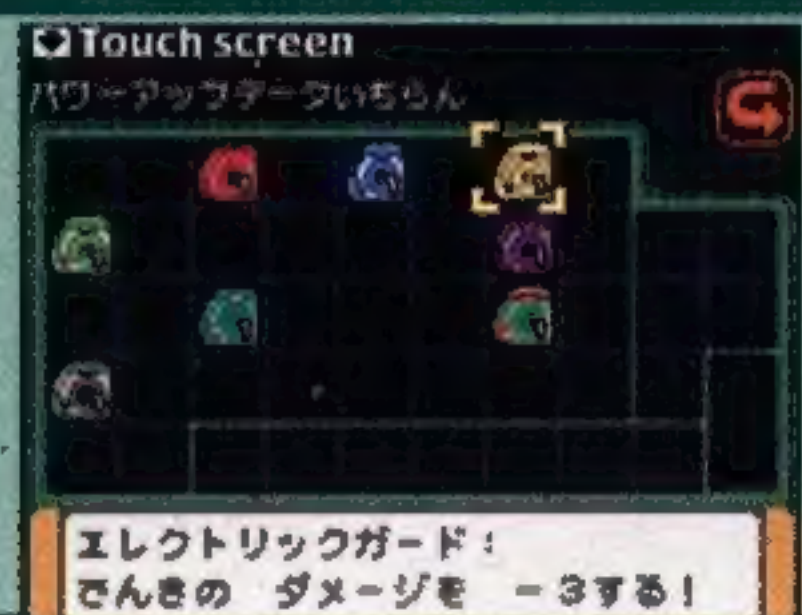 Touch screen
パワーアップデータいちらん
エレクトリックガード：
でんきの ダメージを －3する！